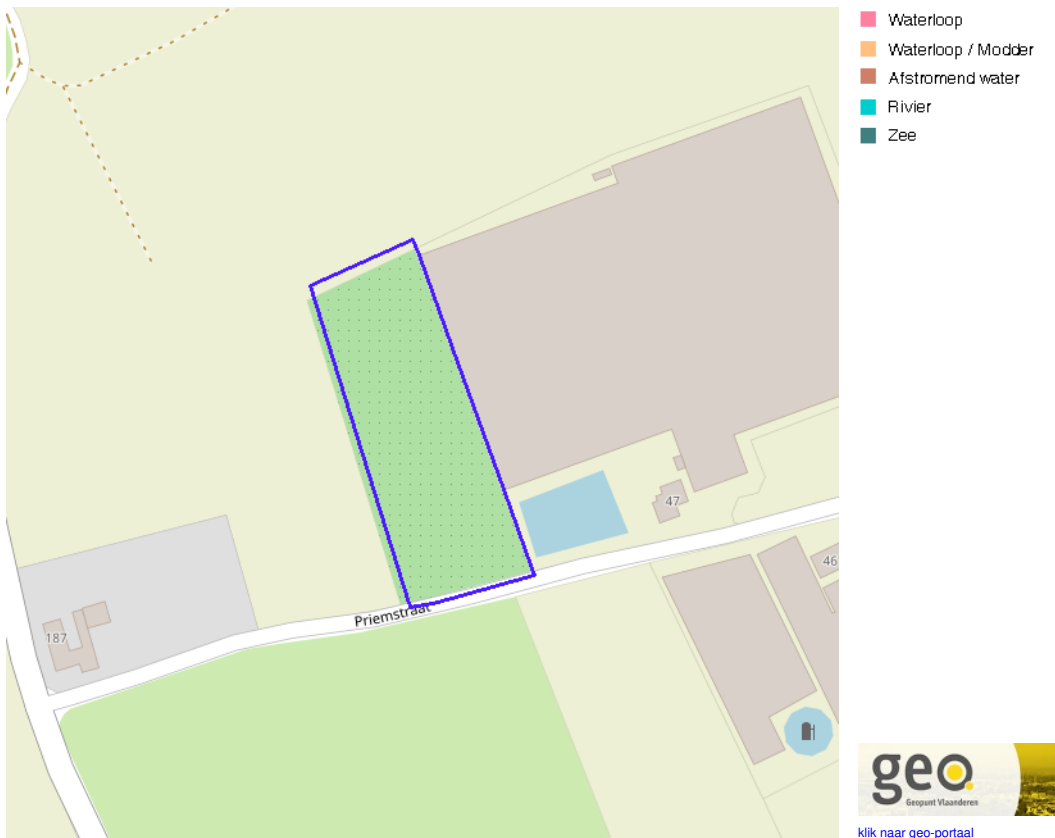 Waterloop
Waterloop / Modder
Afstromend water
Rivier
Zee
47
46
Priemstraat
187
geo
Geopunt Vlaanderen
klik naar geo-portaal